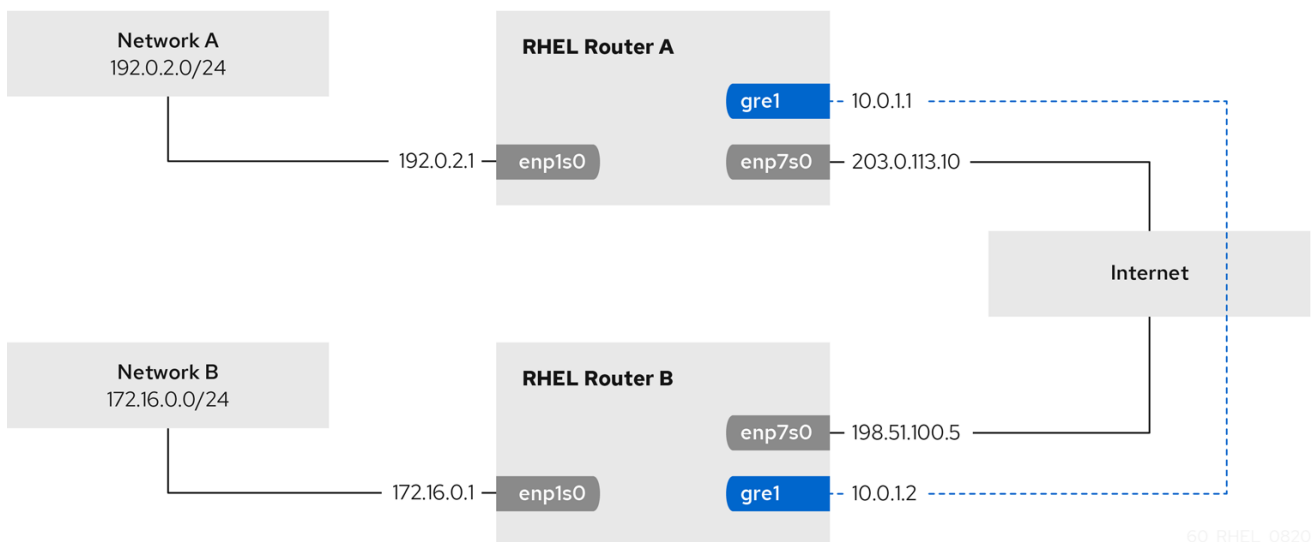 Network A
192.0.2.0/24
RHEL Router A
gre1
10.0.1.1
192.0.2.1
enp1s0
enp7s0
203.0.113.10
Internet
Network B
172.16.0.0/24
RHEL Router B
enp7s0
198.51.100.5
172.16.0.1
enp1s0
gre1
10.0.1.2
60_RHEL_0820